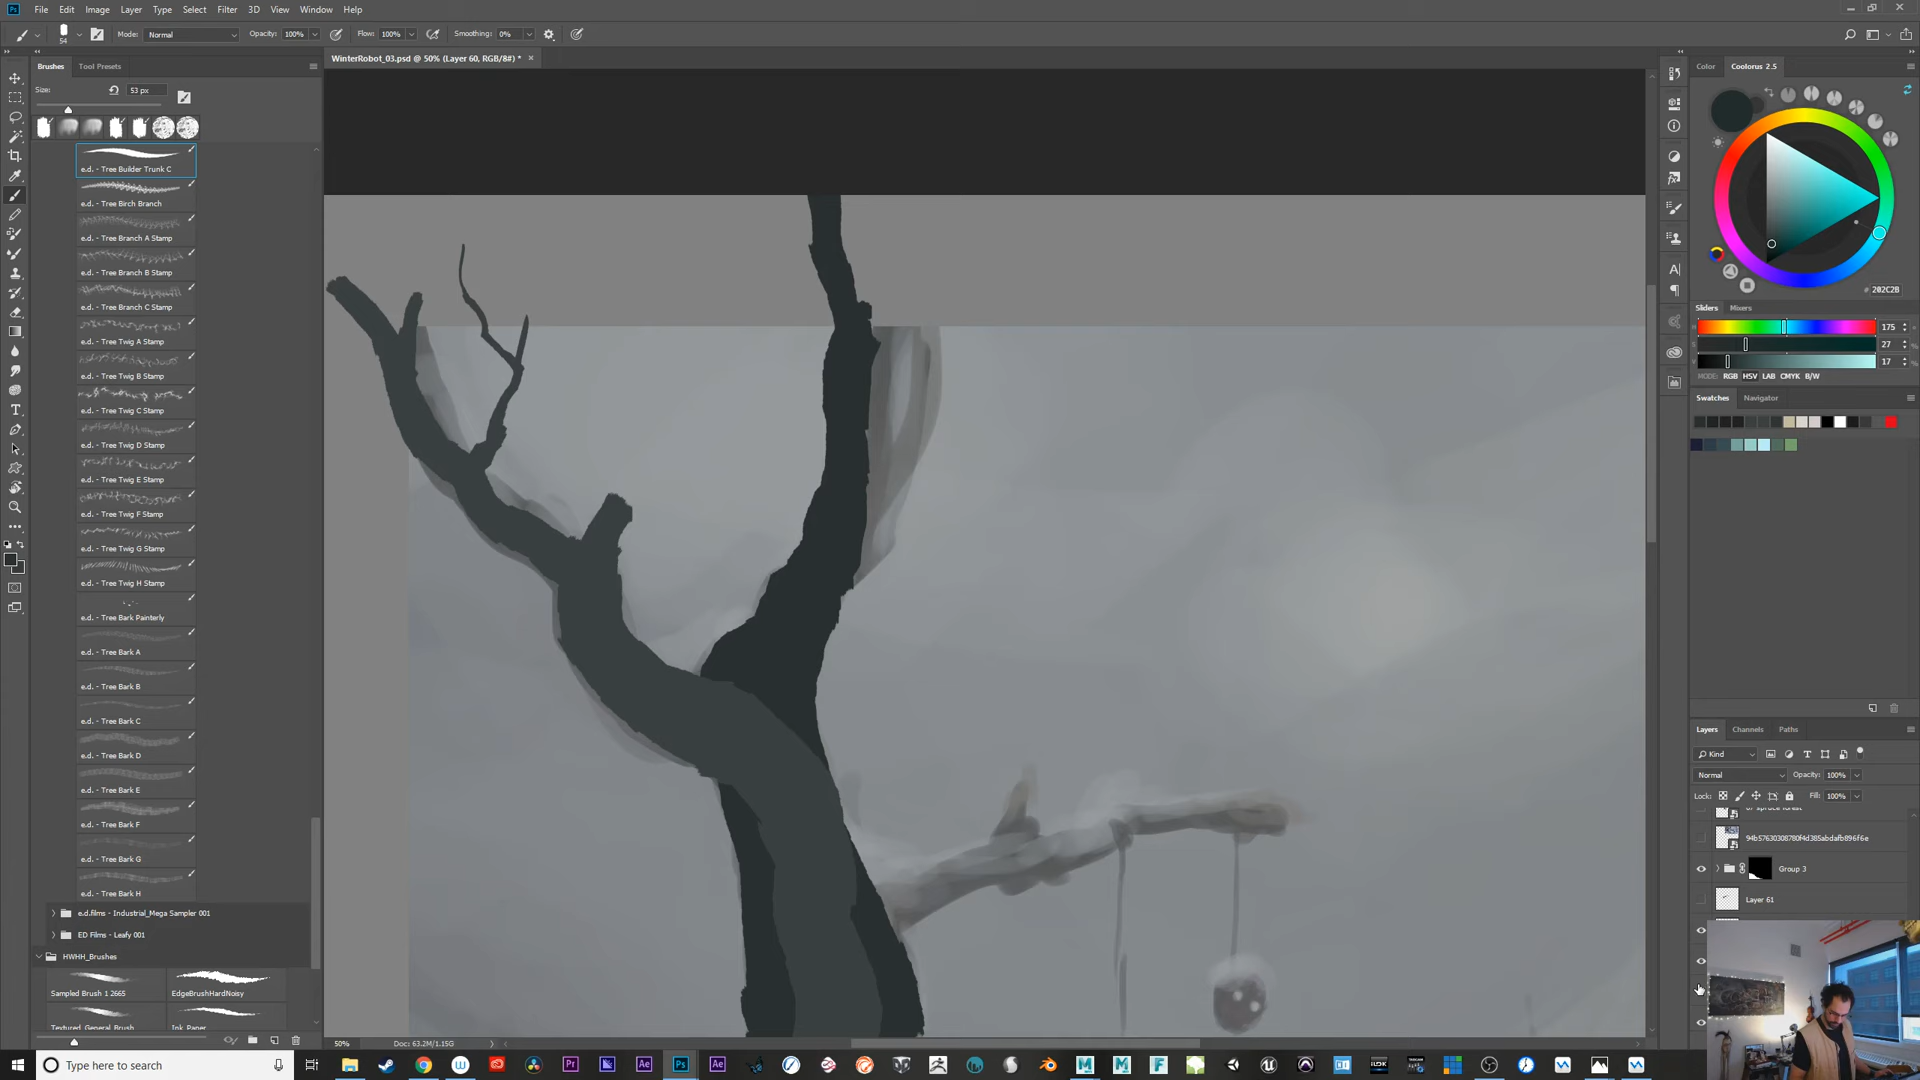 File Edit Image Layer Type Select Filter 3D View Window Help
54 Mode: Normal Opacity: 100% Flow: 100% Smoothing: 0%
WinterRobot_03.psd @ 50% (Layer 60, RGB/8#) *
Brushes Tool Presets
Size: 53 px
e.d. - Tree Builder Trunk C
e.d. - Tree Birch Branch
e.d. - Tree Branch A Stamp
e.d. - Tree Branch B Stamp
e.d. - Tree Branch C Stamp
e.d. - Tree Twig A Stamp
e.d. - Tree Twig B Stamp
e.d. - Tree Twig C Stamp
e.d. - Tree Twig D Stamp
e.d. - Tree Twig E Stamp
e.d. - Tree Twig F Stamp
e.d. - Tree Twig G Stamp
e.d. - Tree Twig H Stamp
e.d. - Tree Bark Painterly
e.d. - Tree Bark A
e.d. - Tree Bark B
e.d. - Tree Bark C
e.d. - Tree Bark D
e.d. - Tree Bark E
e.d. - Tree Bark F
e.d. - Tree Bark G
e.d. - Tree Bark H
e.d.films - Industrial_Mega Sampler 001
ED Films - Leafy 001
HWHH_Brushes
Sampled Brush 1 2665 EdgeBrushHardNoisy
Textured_General_Brush Ink_Paper
50% Doc: 63.2M/1.15G
Color Coolorus 2.5
# 202C2B
Sliders Mixers
175
27
17
MODE: RGB HSV LAB CMYK B/W
Swatches Navigator
Layers Channels Paths
Kind
Normal Opacity: 100%
Lock: Fill: 100%
94b57630308780f4d385abdafb896f6e
Group 3
Layer 61
Type here to search